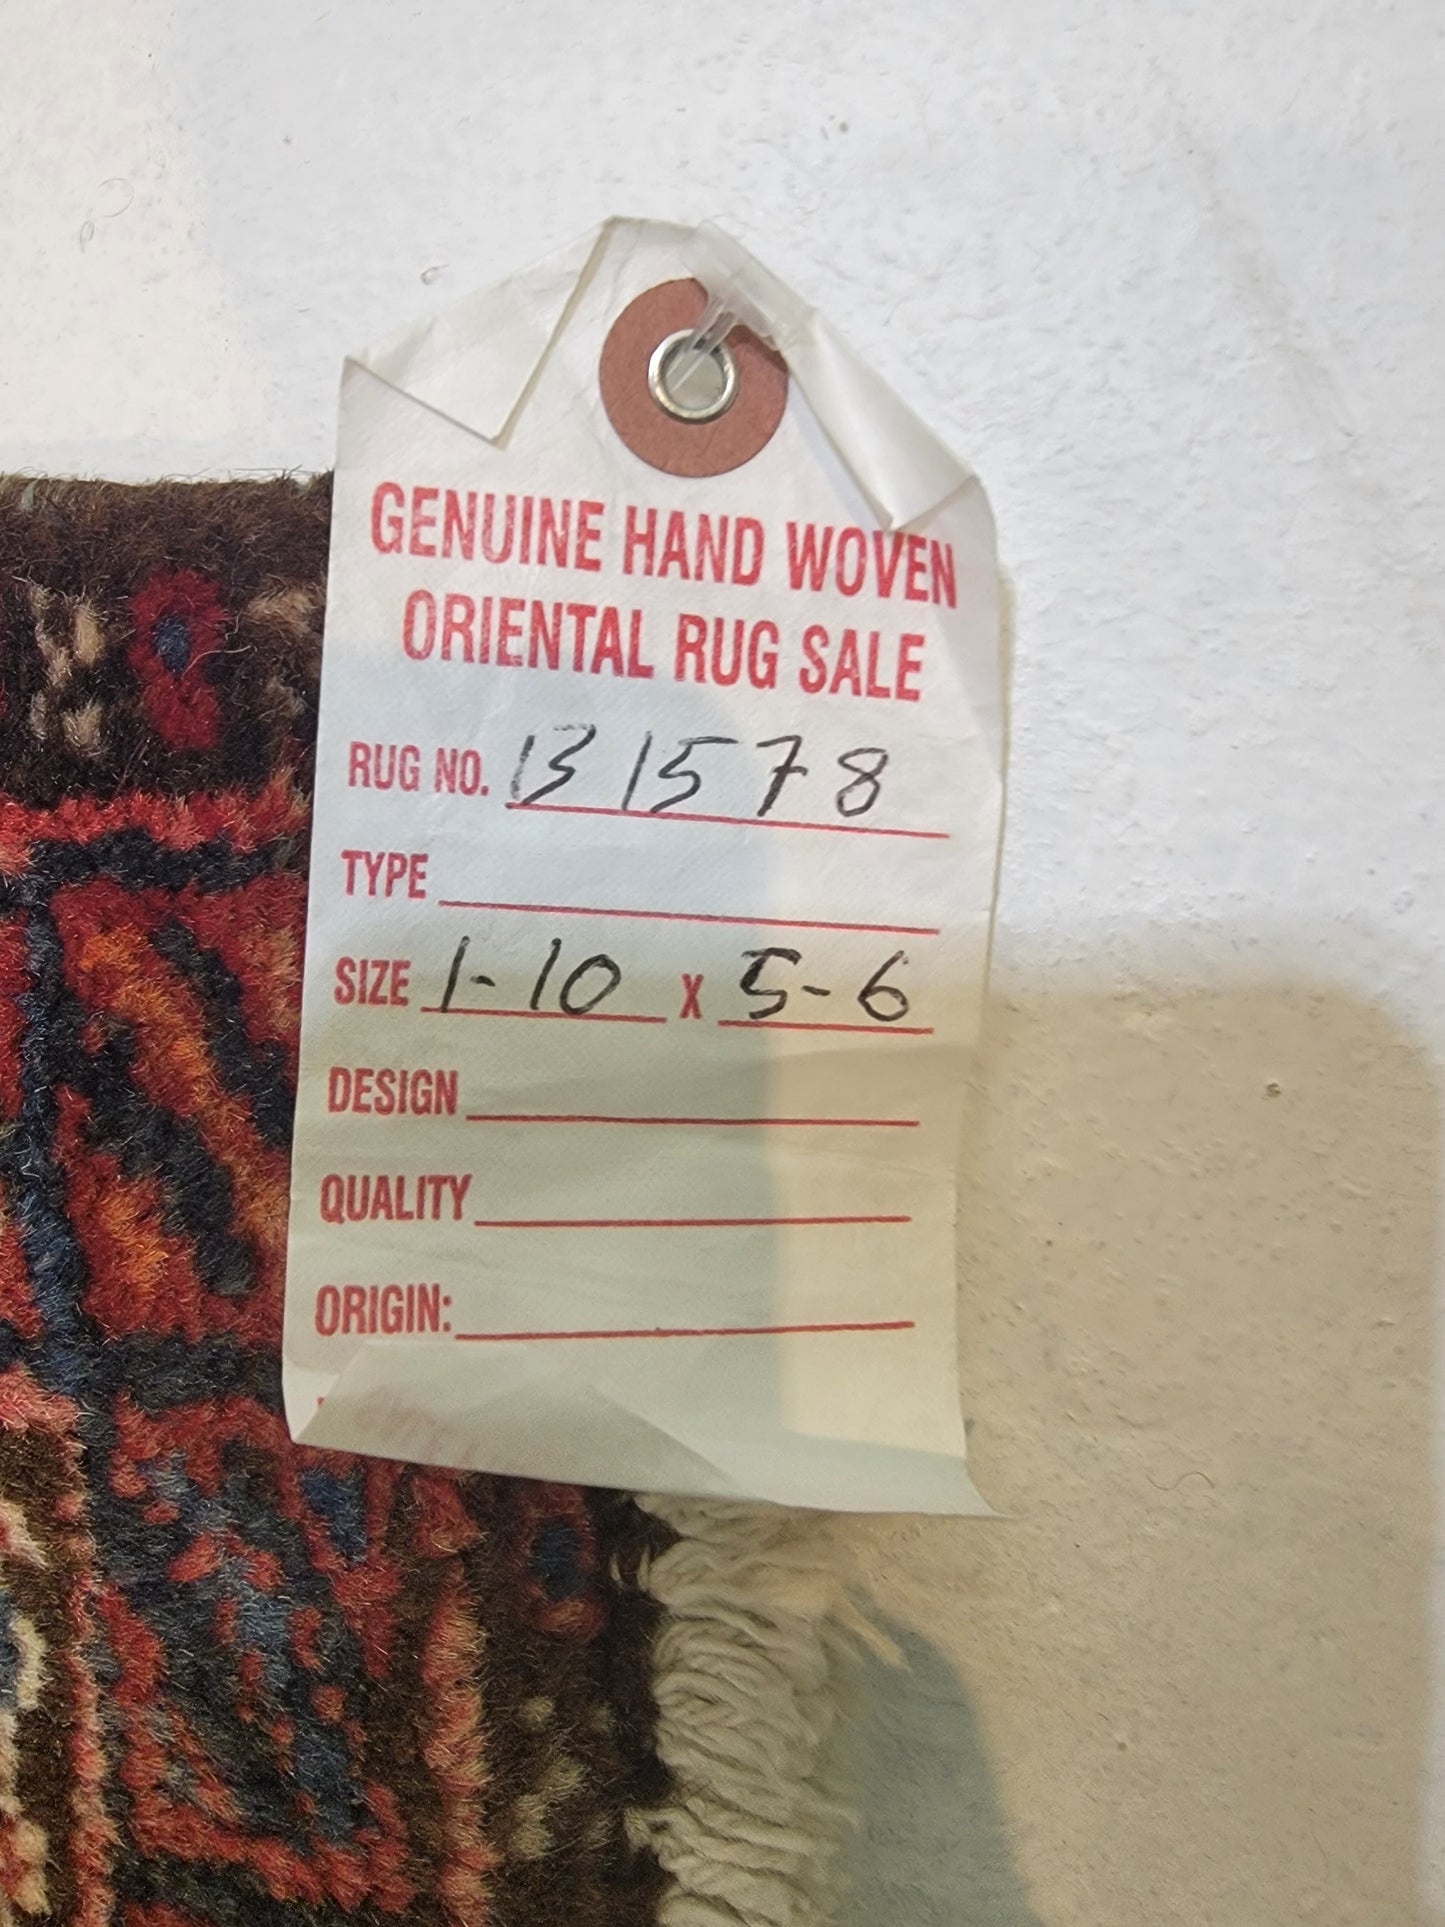 GENUINE HAND WOVEN
ORIENTAL RUG SALE
RUG NO. 131578
TYPE
SIZE 1-10 X 5-6
DESIGN
QUALITY
ORIGIN: